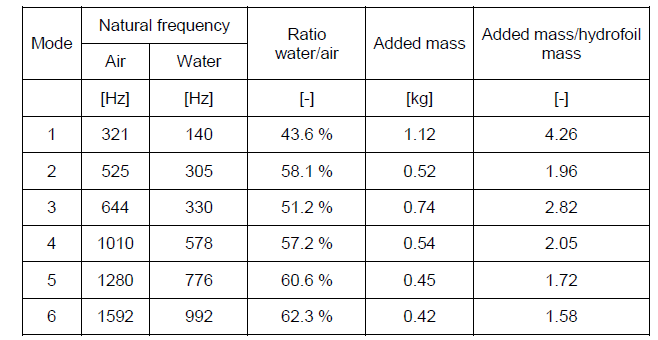 Mode Natural frequency Ratio water/air Added mass Added mass/hydrofoil mass
Air Water
[Hz] [Hz] [-] [kg] [-]
1 321 140 43.6 % 1.12 4.26
2 525 305 58.1 % 0.52 1.96
3 644 330 51.2 % 0.74 2.82
4 1010 578 57.2 % 0.54 2.05
5 1280 776 60.6 % 0.45 1.72
6 1592 992 62.3 % 0.42 1.58